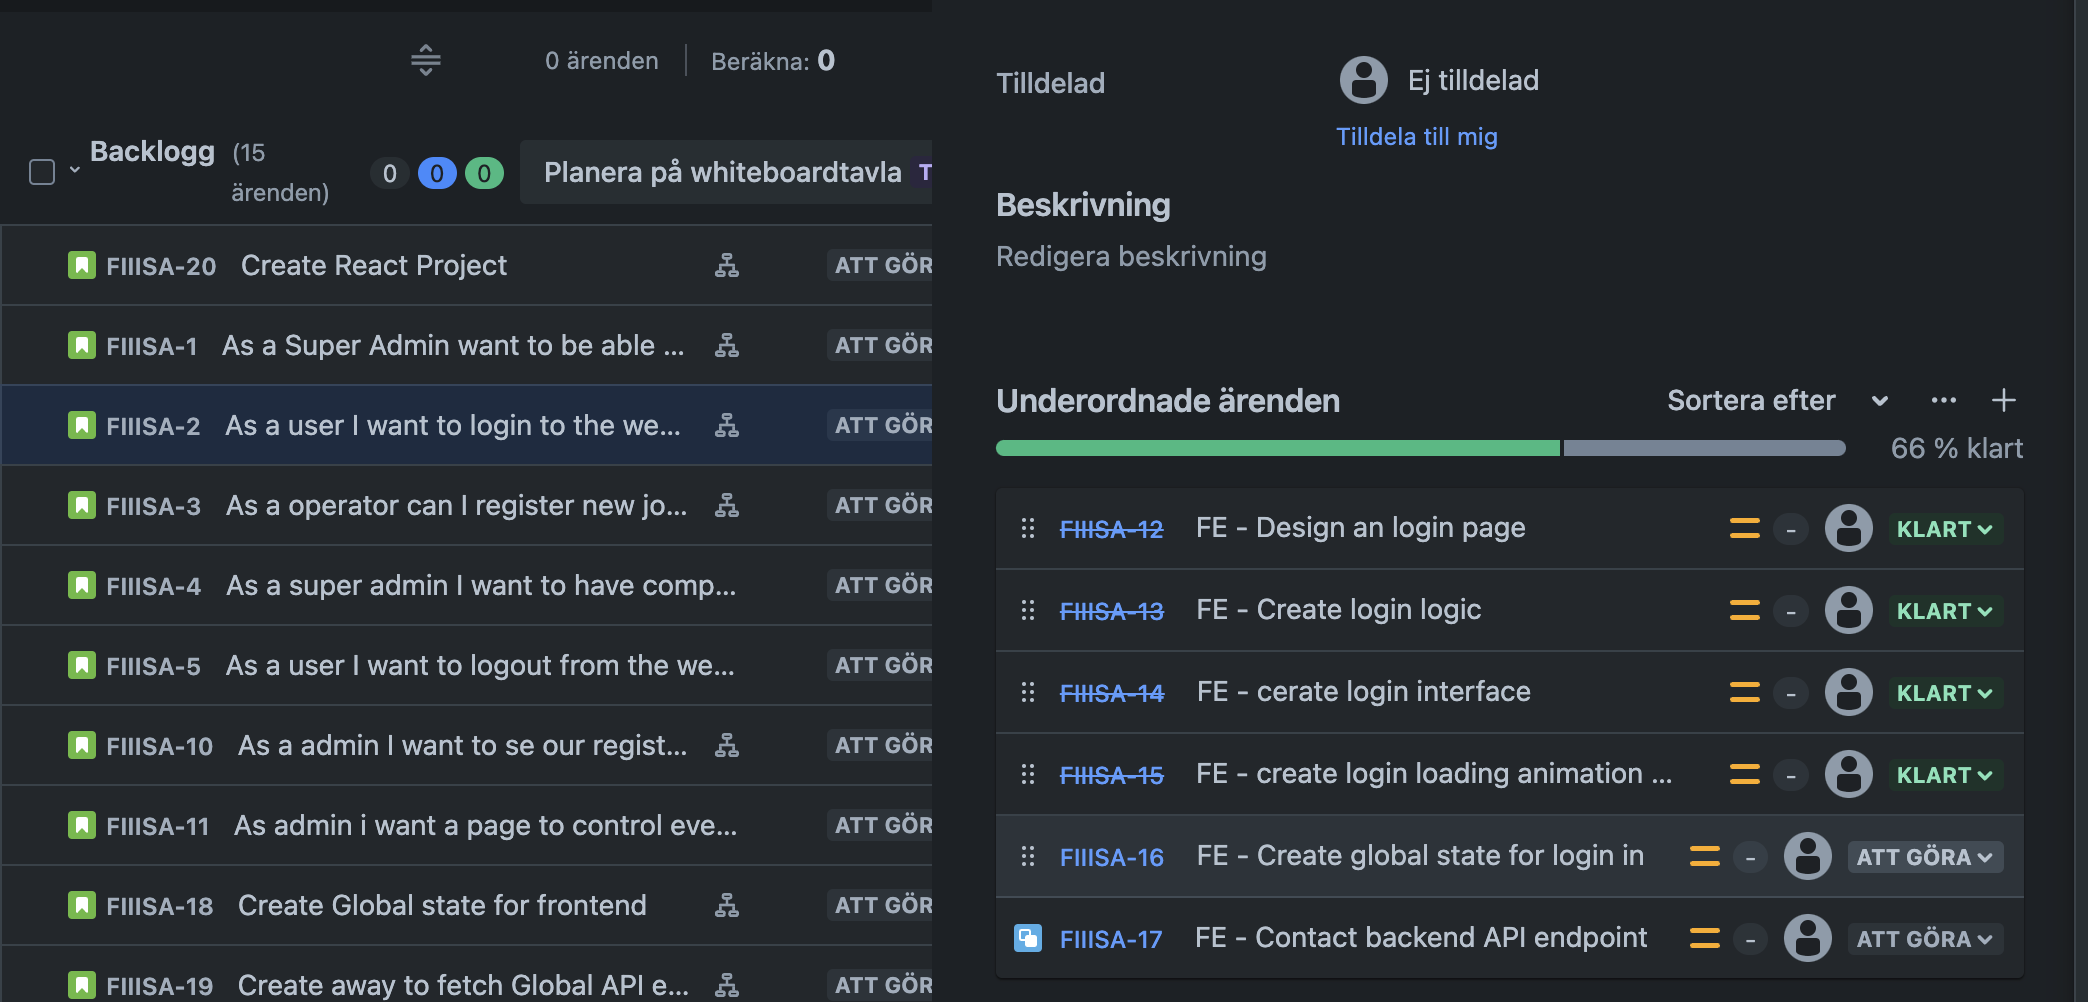 0 ärenden
Beräkna: 0
Backlogg (15 ärenden)
0 0 0
Planera på whiteboardtavla
FIIISA-20 Create React Project ATT GÖR
FIIISA-1 As a Super Admin want to be able ... ATT GÖR
FIIISA-2 As a user I want to login to the we... ATT GÖR
FIIISA-3 As a operator can I register new jo... ATT GÖR
FIIISA-4 As a super admin I want to have comp... ATT GÖR
FIIISA-5 As a user I want to logout from the we... ATT GÖR
FIIISA-10 As a admin I want to se our regist... ATT GÖR
FIIISA-11 As admin i want a page to control eve... ATT GÖR
FIIISA-18 Create Global state for frontend ATT GÖR
FIIISA-19 Create away to fetch Global API e... ATT GÖR
Tilldelad
Ej tilldelad
Tilldela till mig
Beskrivning
Redigera beskrivning
Underordnade ärenden
Sortera efter
66 % klart
FIIISA-12 FE - Design an login page - KLART
FIIISA-13 FE - Create login logic - KLART
FIIISA-14 FE - cerate login interface - KLART
FIIISA-15 FE - create login loading animation ... - KLART
FIIISA-16 FE - Create global state for login in - ATT GÖRA
FIIISA-17 FE - Contact backend API endpoint - ATT GÖRA